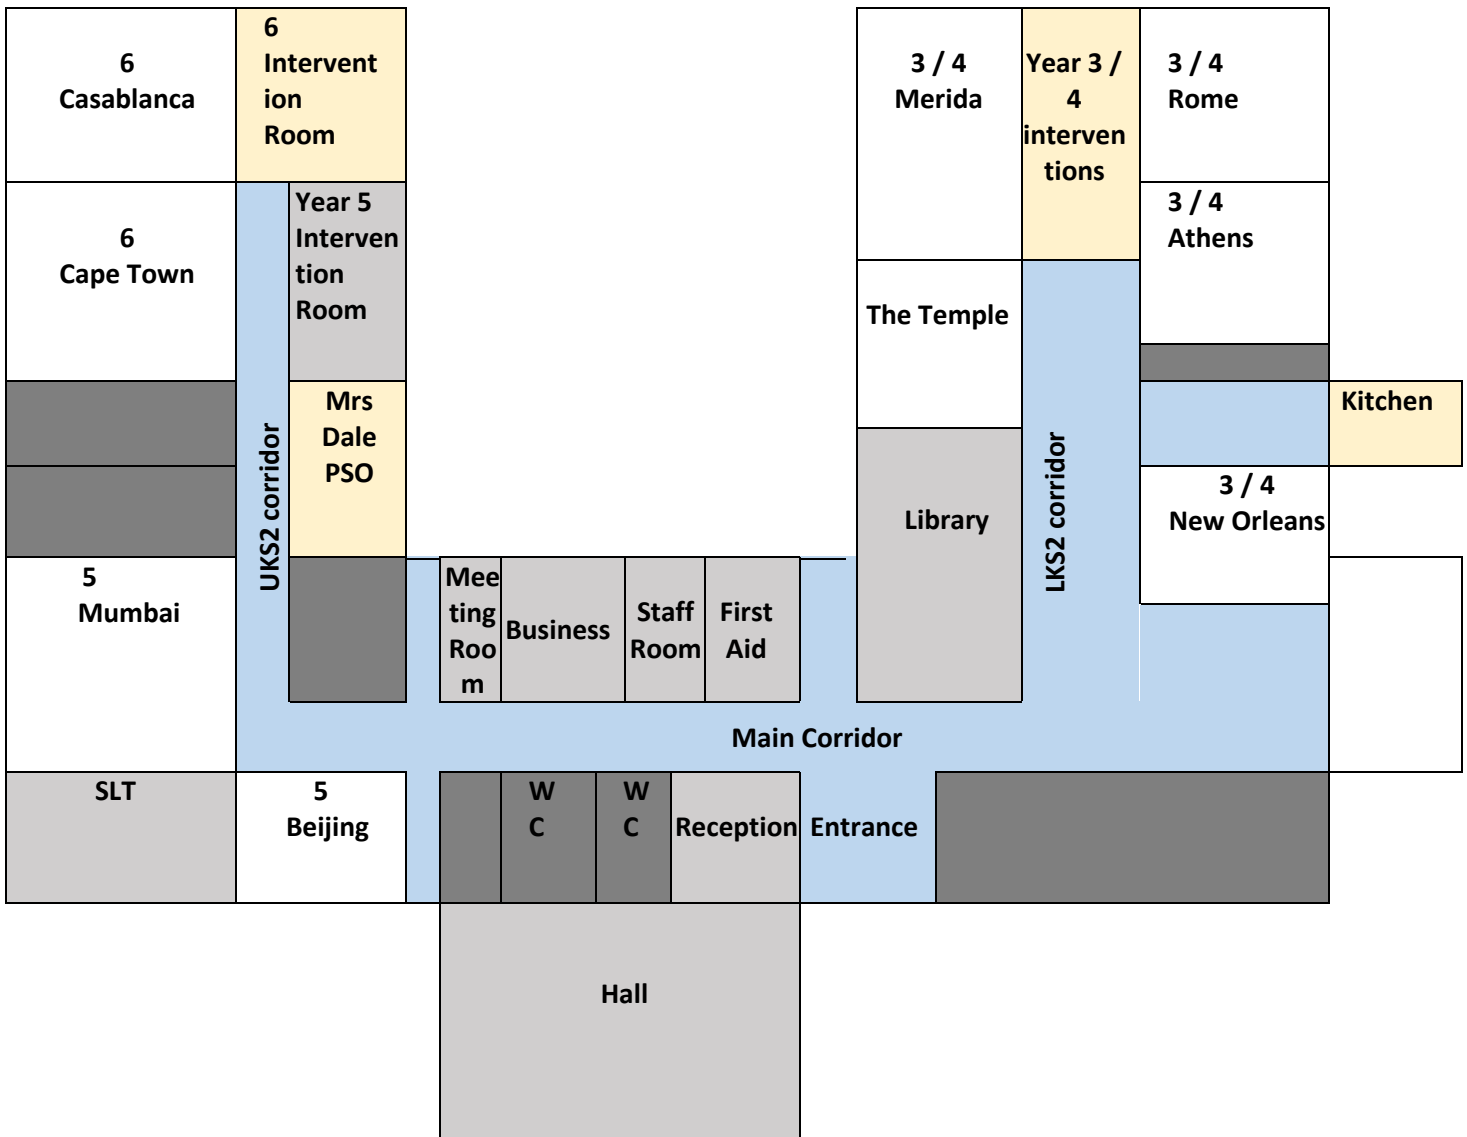 6
Casablanca
6
Intervent
ion
Room
3 / 4
Merida
Year 3 /
4
interven
tions
3 / 4
Rome
6
Cape Town
Year 5
Interven
tion
Room
3 / 4
Athens
The Temple
Mrs
Dale
PSO
Kitchen
UKS2 corridor
LKS2 corridor
Library
3 / 4
New Orleans
5
Mumbai
Mee
ting
Roo
m
Business
Staff
Room
First
Aid
Main Corridor
SLT
5
Beijing
W
C
W
C
Reception
Entrance
Hall